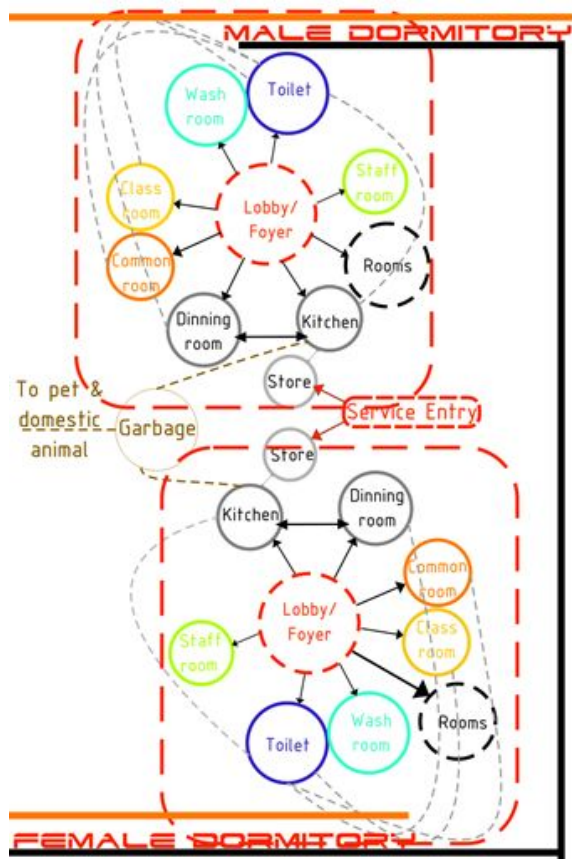 MALE DORMITORY
Wash
room
Toilet
Class
room
Lobby/
Foyer
Staff
room
Common
room
Rooms
Dinning
room
Kitchen
To pet &
domestic
animal
Garbage
Store
Service Entry
Store
Kitchen
Dinning
room
Common
room
Lobby/
Foyer
Class
room
Staff
room
Rooms
Toilet
Wash
room
FEMALE DORMITORY